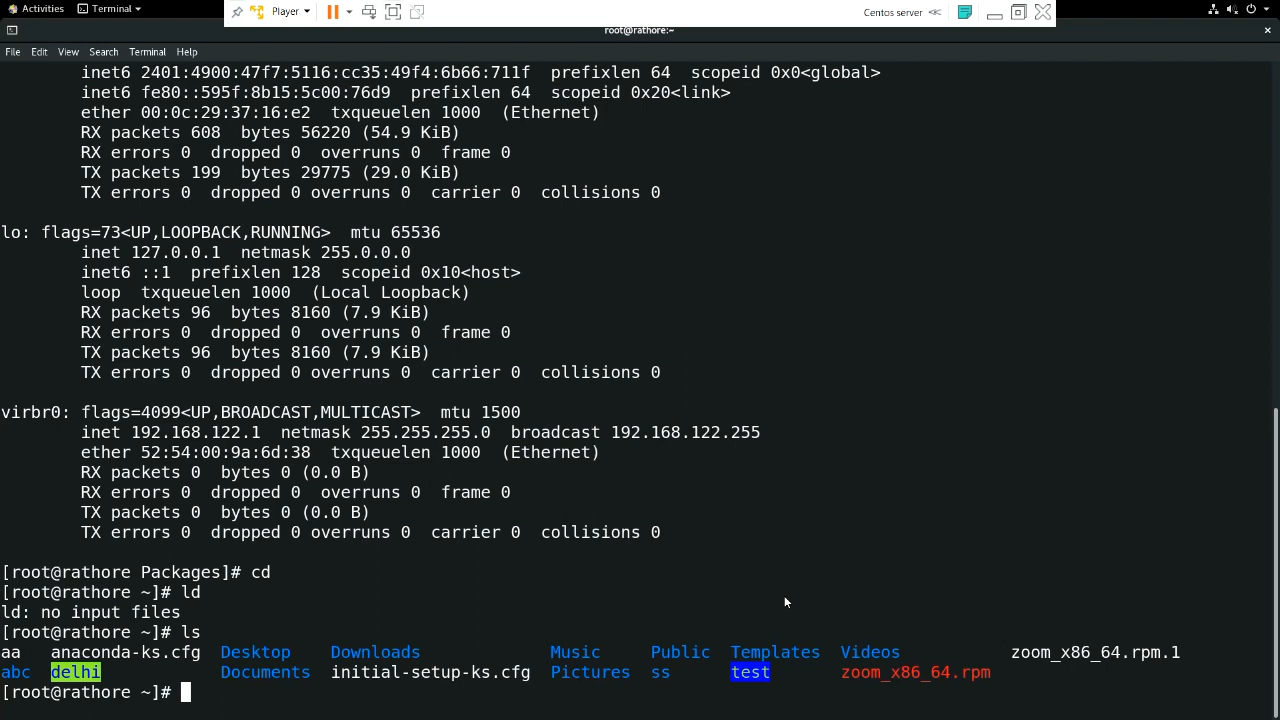 Activities Terminal Player Centos server
root@rathore:~
File Edit View Search Terminal Help
inet6 2401:4900:47f7:5116:cc35:49f4:6b66:711f prefixlen 64 scopeid 0x0<global>
inet6 fe80::595f:8b15:5c00:76d9 prefixlen 64 scopeid 0x20<link>
ether 00:0c:29:37:16:e2 txqueuelen 1000 (Ethernet)
RX packets 608 bytes 56220 (54.9 KiB)
RX errors 0 dropped 0 overruns 0 frame 0
TX packets 199 bytes 29775 (29.0 KiB)
TX errors 0 dropped 0 overruns 0 carrier 0 collisions 0
lo: flags=73<UP,LOOPBACK,RUNNING> mtu 65536
inet 127.0.0.1 netmask 255.0.0.0
inet6 ::1 prefixlen 128 scopeid 0x10<host>
loop txqueuelen 1000 (Local Loopback)
RX packets 96 bytes 8160 (7.9 KiB)
RX errors 0 dropped 0 overruns 0 frame 0
TX packets 96 bytes 8160 (7.9 KiB)
TX errors 0 dropped 0 overruns 0 carrier 0 collisions 0
virbr0: flags=4099<UP,BROADCAST,MULTICAST> mtu 1500
inet 192.168.122.1 netmask 255.255.255.0 broadcast 192.168.122.255
ether 52:54:00:9a:6d:38 txqueuelen 1000 (Ethernet)
RX packets 0 bytes 0 (0.0 B)
RX errors 0 dropped 0 overruns 0 frame 0
TX packets 0 bytes 0 (0.0 B)
TX errors 0 dropped 0 overruns 0 carrier 0 collisions 0
[root@rathore Packages]# cd
[root@rathore ~]# ld
ld: no input files
[root@rathore ~]# ls
aa anaconda-ks.cfg Desktop Downloads Music Public Templates Videos zoom_x86_64.rpm.1
abc delhi Documents initial-setup-ks.cfg Pictures ss test zoom_x86_64.rpm
[root@rathore ~]#